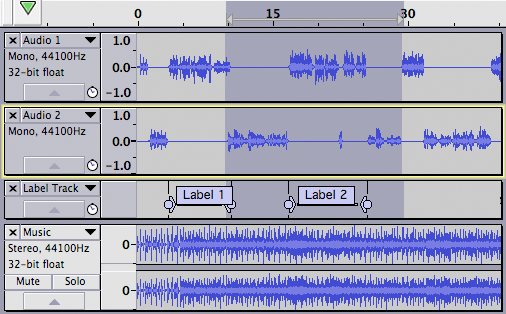 0 15 30
Audio 1
1.0
Mono, 44100Hz
0.0
32-bit float
-1.0
Audio 2
1.0
Mono, 44100Hz
0.0
-1.0
Label Track
Label 1
Label 2
Music
Stereo, 44100Hz
0
32-bit float
Mute Solo
0